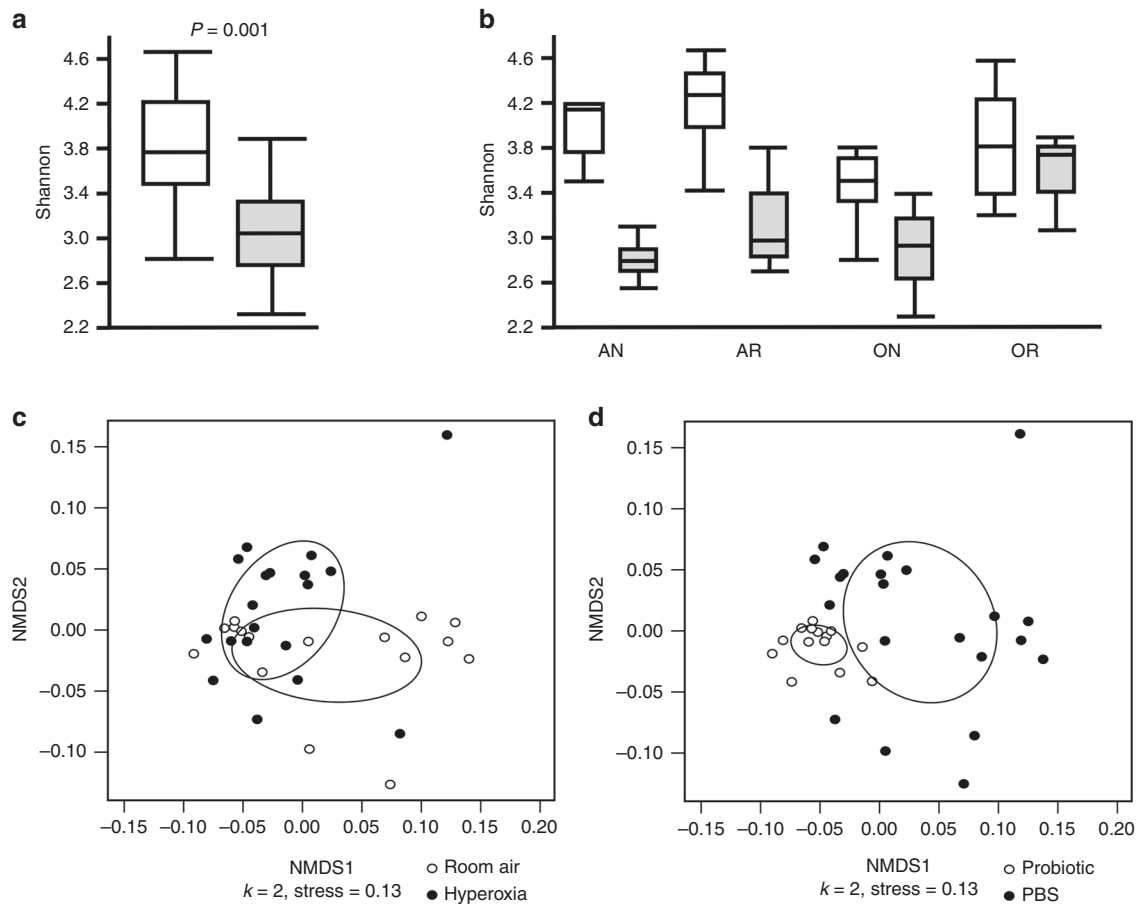 a
P = 0.001
4.6
4.2
3.8
3.4
3.0
2.6
2.2
Shannon
b
4.6
4.2
3.8
3.4
3.0
2.6
2.2
Shannon
AN AR ON OR
c
0.15
0.10
0.05
0.00
−0.05
−0.10
NMDS2
−0.15 −0.10 −0.05 0.00 0.05 0.10 0.15 0.20
NMDS1
k = 2, stress = 0.13
Room air
Hyperoxia
d
0.15
0.10
0.05
0.00
−0.05
−0.10
NMDS2
−0.15 −0.10 −0.05 0.00 0.05 0.10 0.15 0.20
NMDS1
k = 2, stress = 0.13
Probiotic
PBS